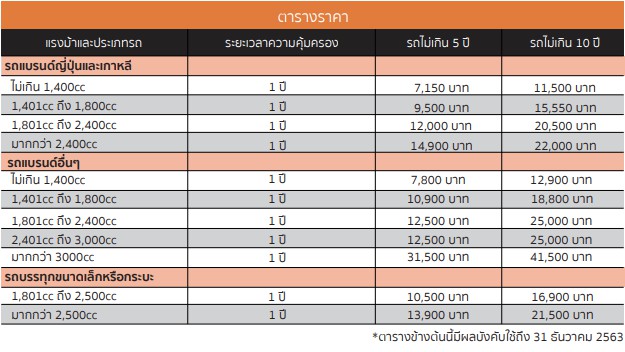 ตารางราคา
แรงม้าและประเภทรถ ระยะเวลาความคุ้มครอง รถไม่เกิน 5 ปี รถไม่เกิน 10 ปี
รถแบรนด์ญี่ปุ่นและเกาหลี
ไม่เกิน 1,400cc 1 ปี 7,150 บาท 11,500 บาท
1,401cc ถึง 1,800cc 1 ปี 9,500 บาท 15,550 บาท
1,801cc ถึง 2,400cc 1 ปี 12,000 บาท 20,500 บาท
มากกว่า 2,400cc 1 ปี 14,900 บาท 22,000 บาท
รถแบรนด์อื่นๆ
ไม่เกิน 1,400cc 1 ปี 7,800 บาท 12,900 บาท
1,401cc ถึง 1,800cc 1 ปี 10,900 บาท 18,800 บาท
1,801cc ถึง 2,400cc 1 ปี 12,500 บาท 25,000 บาท
2,401cc ถึง 3,000cc 1 ปี 12,500 บาท 25,000 บาท
มากกว่า 3000cc 1 ปี 31,500 บาท 41,500 บาท
รถบรรทุกขนาดเล็กหรือกระบะ
1,801cc ถึง 2,500cc 1 ปี 10,500 บาท 16,900 บาท
มากกว่า 2,500cc 1 ปี 13,900 บาท 21,500 บาท
*ตารางข้างต้นนี้มีผลบังคับใช้ถึง 31 ธันวาคม 2563